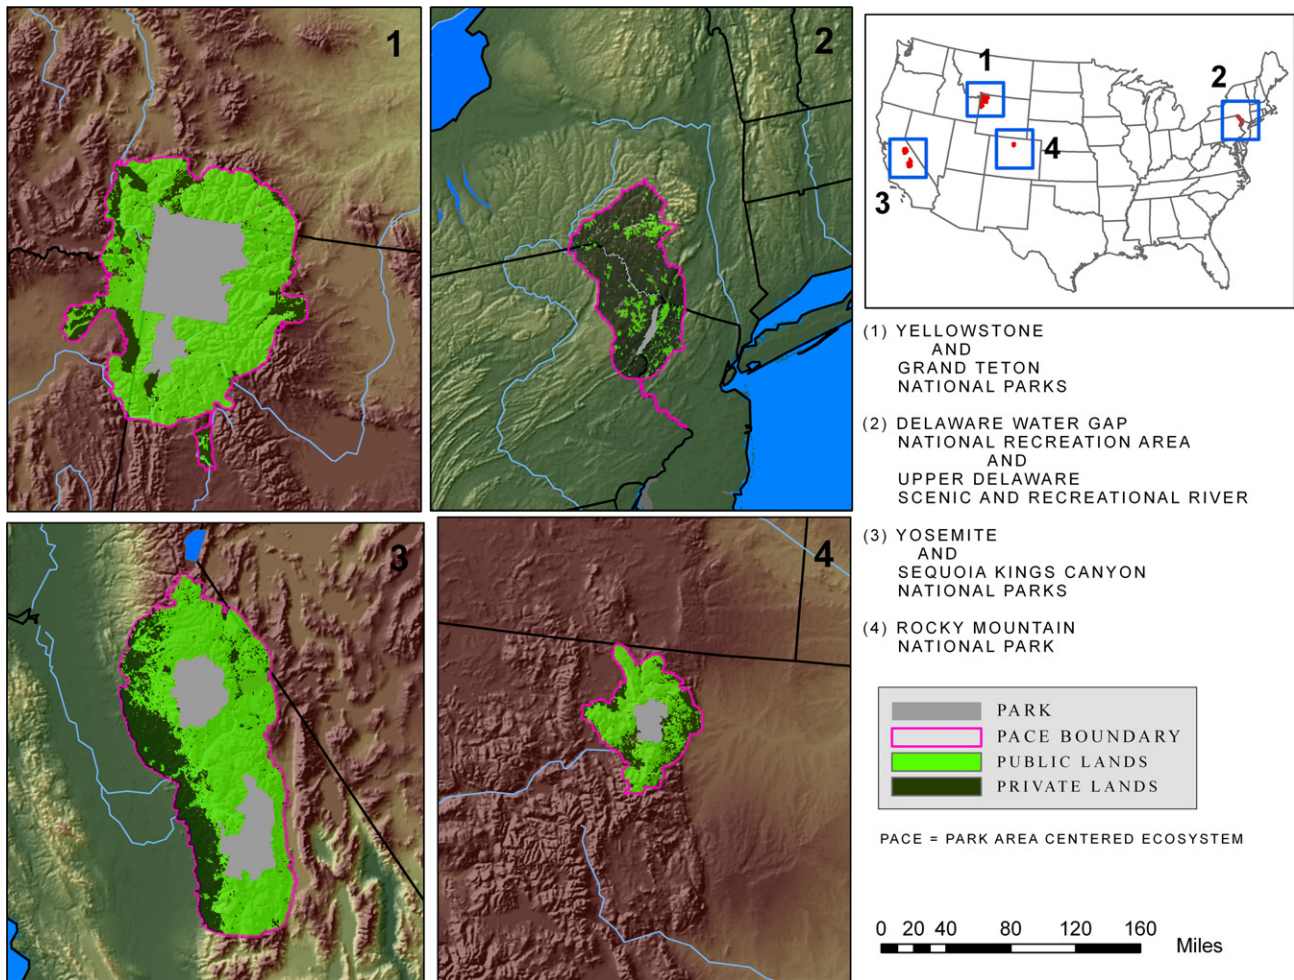 1
2
1
2
3
4
(1) YELLOWSTONE
AND
GRAND TETON
NATIONAL PARKS
(2) DELAWARE WATER GAP
NATIONAL RECREATION AREA
AND
UPPER DELAWARE
SCENIC AND RECREATIONAL RIVER
3
4
(3) YOSEMITE
AND
SEQUOIA KINGS CANYON
NATIONAL PARKS
(4) ROCKY MOUNTAIN
NATIONAL PARK
PARK
PACE BOUNDARY
PUBLIC LANDS
PRIVATE LANDS
PACE = PARK AREA CENTERED ECOSYSTEM
0 20 40 80 120 160
Miles